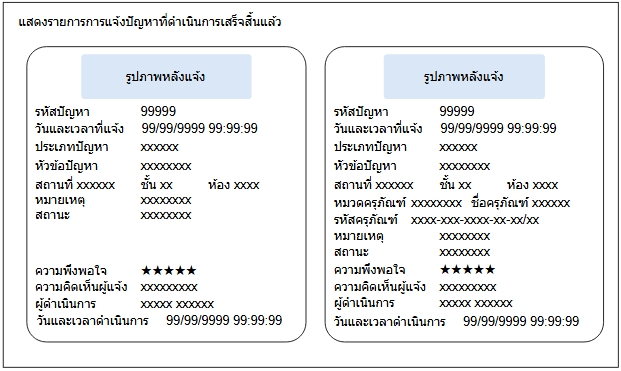 แสดงรายการการแจ้งปัญหาที่ดำเนินการเสร็จสิ้นแล้ว
รูปภาพหลังแจ้ง
รหัสปัญหา 99999
วันและเวลาที่แจ้ง 99/99/9999 99:99:99
ประเภทปัญหา xxxxxx
หัวข้อปัญหา xxxxxxxx
สถานที่ xxxxxx ชั้น xx ห้อง xxxx
หมายเหตุ xxxxxxxx
สถานะ xxxxxxxx
ความพึงพอใจ ★★★★★
ความคิดเห็นผู้แจ้ง xxxxxxxxx
ผู้ดำเนินการ xxxxx xxxxxx
วันและเวลาดำเนินการ 99/99/9999 99:99:99
รูปภาพหลังแจ้ง
รหัสปัญหา 99999
วันและเวลาที่แจ้ง 99/99/9999 99:99:99
ประเภทปัญหา xxxxxx
หัวข้อปัญหา xxxxxxxx
สถานที่ xxxxxx ชั้น xx ห้อง xxxx
หมวดครุภัณฑ์ xxxxxxxx ชื่อครุภัณฑ์ xxxxxx
รหัสครุภัณฑ์ xxxx-xxx-xxxx-xx-xx/xx
หมายเหตุ xxxxxxxx
สถานะ xxxxxxxx
ความพึงพอใจ ★★★★★
ความคิดเห็นผู้แจ้ง xxxxxxxxx
ผู้ดำเนินการ xxxxx xxxxxx
วันและเวลาดำเนินการ 99/99/9999 99:99:99